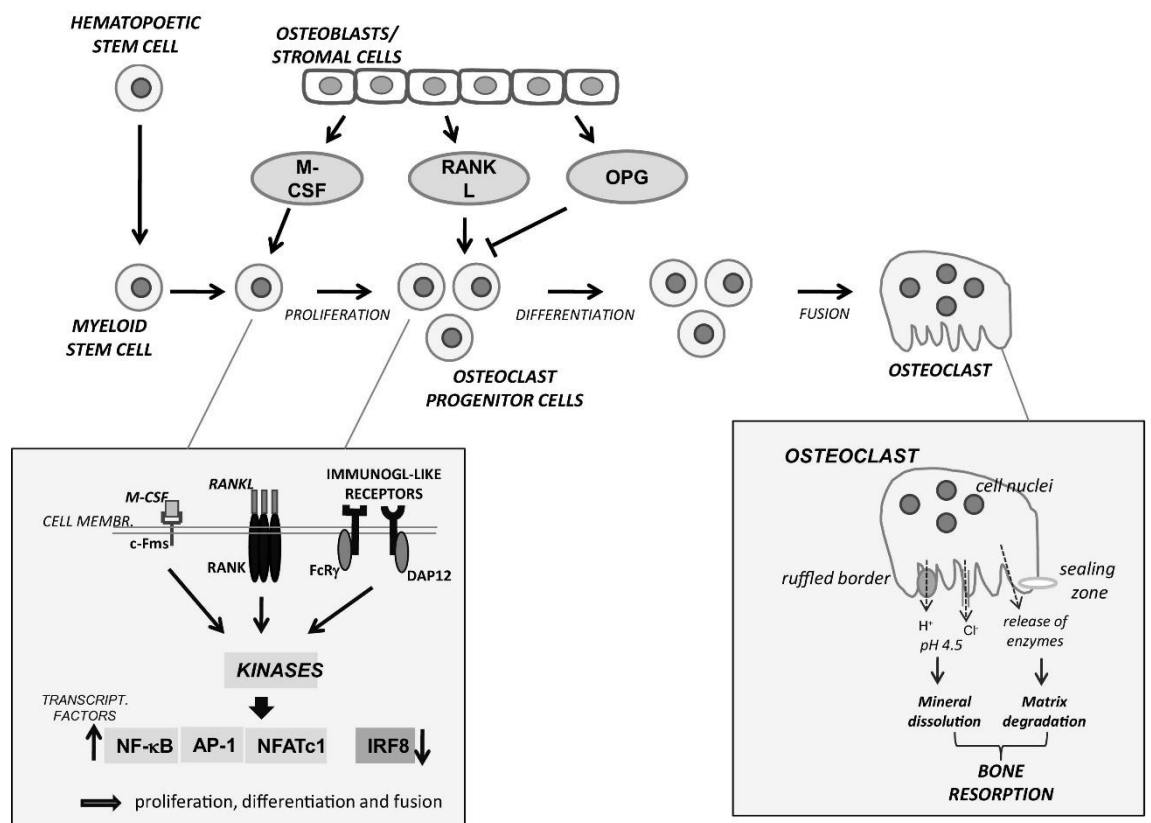 HEMATOPOETIC
STEM CELL
OSTEOBLASTS/
STROMAL CELLS
M-
CSF
RANK
L
OPG
PROLIFERATION
DIFFERENTIATION
FUSION
MYELOID
STEM CELL
OSTEOCLAST
PROGENITOR CELLS
OSTEOCLAST
M-CSF
RANKL
IMMUNOGL-LIKE
RECEPTORS
CELL MEMBR.
c-Fms
RANK
FcRγ
DAP12
KINASES
TRANSCRIPT.
FACTORS
NF-κB
AP-1
NFATc1
IRF8
proliferation, differentiation and fusion
OSTEOCLAST
cell nuclei
ruffled border
sealing
zone
H⁺
Cl⁻
pH 4.5
release of
enzymes
Mineral
dissolution
Matrix
degradation
BONE
RESORPTION